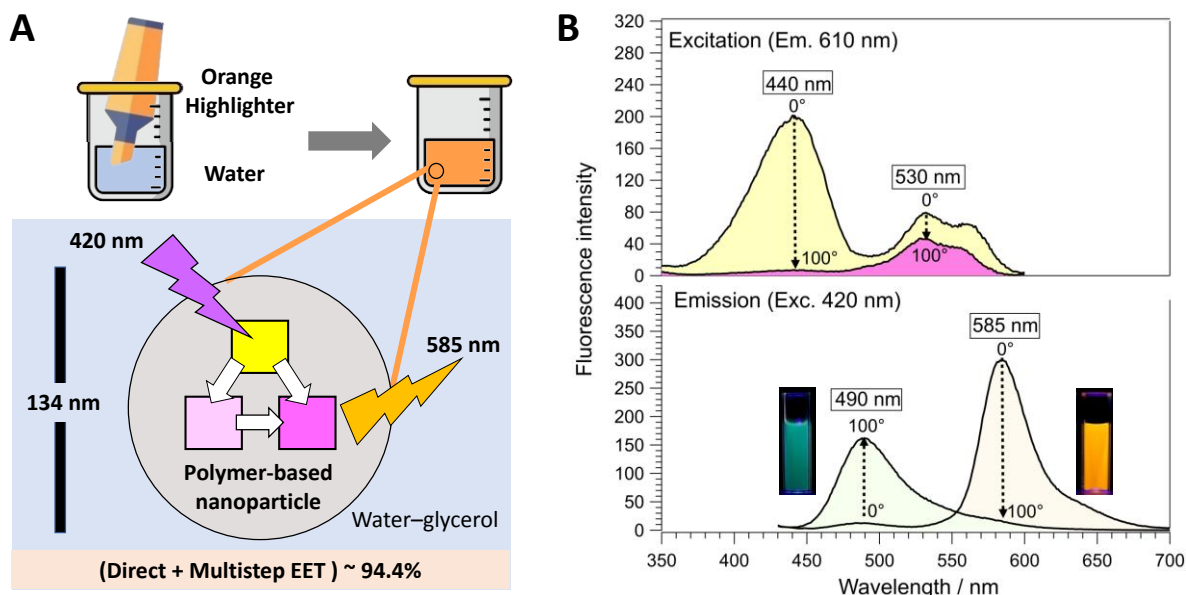 A
Orange
Highlighter
Water
420 nm
585 nm
134 nm
Polymer-based
nanoparticle
Water–glycerol
(Direct + Multistep EET ) ~ 94.4%
B
Fluorescence intensity
320
280
240
200
160
120
80
40
0
Excitation (Em. 610 nm)
440 nm
0°
100°
530 nm
0°
100°
400
350
300
250
200
150
100
50
0
Emission (Exc. 420 nm)
585 nm
0°
490 nm
100°
0°
100°
350 400 450 500 550 600 650 700
Wavelength / nm